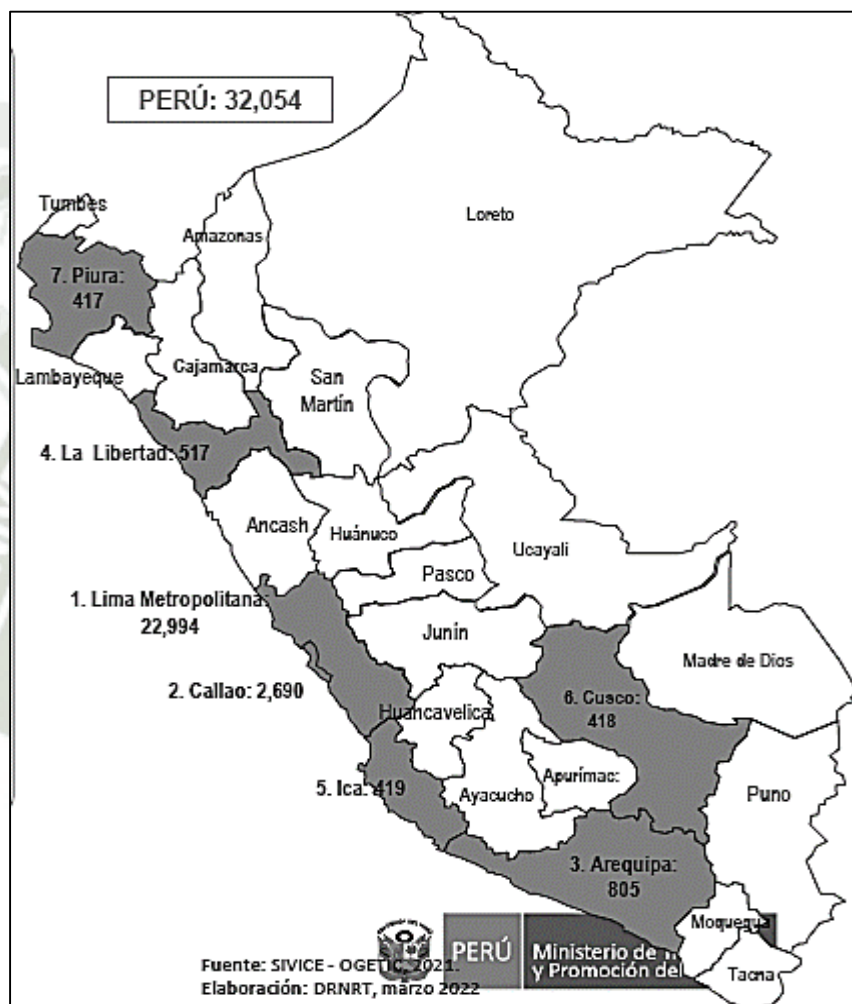 PERÚ: 32,054
Tumbes
Loreto
Amazonas
7. Piura:
417
Cajamarca
Lambayeque
San
Martín
4. La Libertad: 517
Ancash
Huánuco
Ucayali
Pasco
1. Lima Metropolitana:
22,994
Junín
Madre de Dios
2. Callao: 2,690
Huancavelica
6. Cusco:
418
5. Ica: 419
Ayacucho
Apurímac:
Puno
3. Arequipa:
805
Moquegua
PERÚ
Ministerio de
y Promoción del
Tacna
Fuente: SIVICE - OGETIC, 2021.
Elaboración: DRNRT, marzo 2022